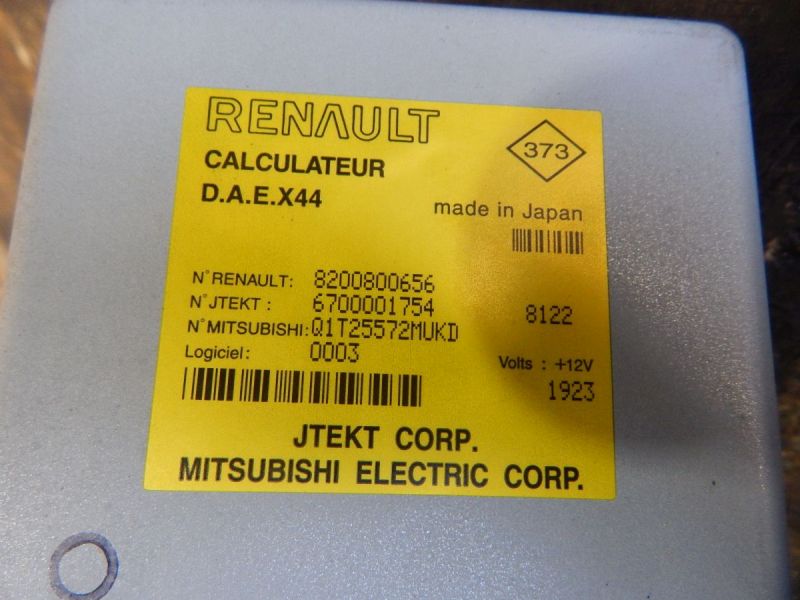 RENAULT
373
CALCULATEUR
D.A.E.X44
made in Japan
N°RENAULT: 8200800656
N°JTEKT : 6700001754
8122
N°MITSUBISHI: Q1T25572MUKD
Logiciel: 0003
Volts : +12V
1923
JTEKT CORP.
MITSUBISHI ELECTRIC CORP.